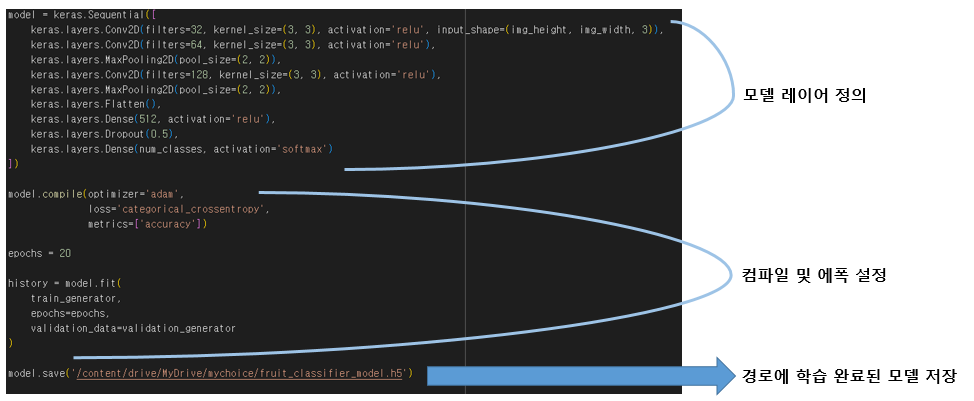 model = keras.Sequential([
    keras.layers.Conv2D(filters=32, kernel_size=(3, 3), activation='relu', input_shape=(img_height, img_width, 3)),
    keras.layers.Conv2D(filters=64, kernel_size=(3, 3), activation='relu'),
    keras.layers.MaxPooling2D(pool_size=(2, 2)),
    keras.layers.Conv2D(filters=128, kernel_size=(3, 3), activation='relu'),
    keras.layers.MaxPooling2D(pool_size=(2, 2)),
    keras.layers.Flatten(),
    keras.layers.Dense(512, activation='relu'),
    keras.layers.Dropout(0.5),
    keras.layers.Dense(num_classes, activation='softmax')
])
모델 레이어 정의
model.compile(optimizer='adam',
              loss='categorical_crossentropy',
              metrics=['accuracy'])
epochs = 20
history = model.fit(
    train_generator,
    epochs=epochs,
    validation_data=validation_generator
)
컴파일 및 에폭 설정
model.save('/content/drive/MyDrive/mychoice/fruit_classifier_model.h5')
경로에 학습 완료된 모델 저장